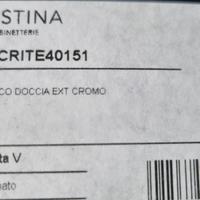 STINA
BINETTERIE
CRITE40151
CO DOCCIA EXT CROMO
ta V
ato